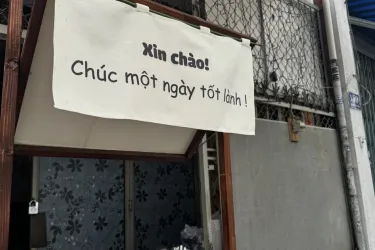 Xin chào!
Chúc một ngày tốt lành !